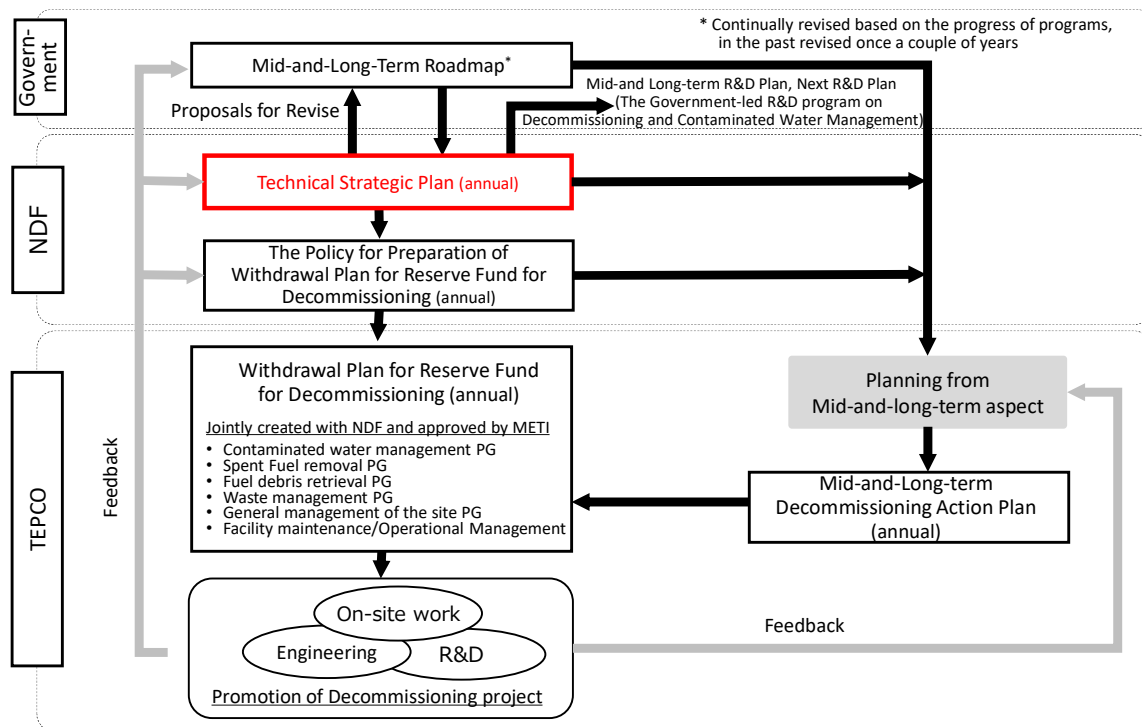 Govern-
ment
* Continually revised based on the progress of programs,
in the past revised once a couple of years
Mid-and-Long-Term Roadmap*
Proposals for Revise
Mid-and Long-term R&D Plan, Next R&D Plan
(The Government-led R&D program on
Decommissioning and Contaminated Water Management)
NDF
Technical Strategic Plan (annual)
The Policy for Preparation of
Withdrawal Plan for Reserve Fund for
Decommissioning (annual)
TEPCO
Feedback
Withdrawal Plan for Reserve Fund
for Decommissioning (annual)
Jointly created with NDF and approved by METI
• Contaminated water management PG
• Spent Fuel removal PG
• Fuel debris retrieval PG
• Waste management PG
• General management of the site PG
• Facility maintenance/Operational Management
Planning from
Mid-and-long-term aspect
Mid-and-Long-term
Decommissioning Action Plan
(annual)
On-site work
Engineering
R&D
Promotion of Decommissioning project
Feedback